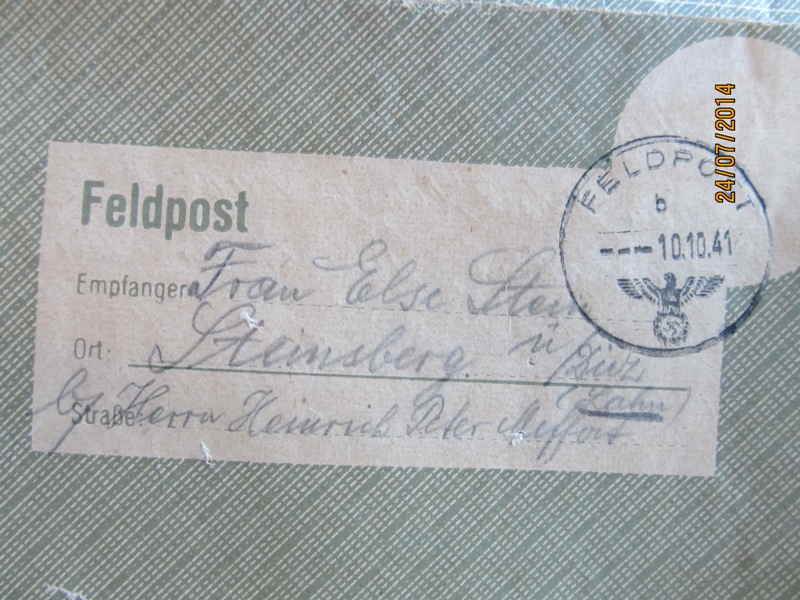 24/07/2014
FELDPOST
b
--- 10.10.41
Feldpost
Empfänger: Frau Else
Ort: Steinsberg ü/Diez
(Lahn)
Straße: b/ Herrn Heinrich Peter Meffert